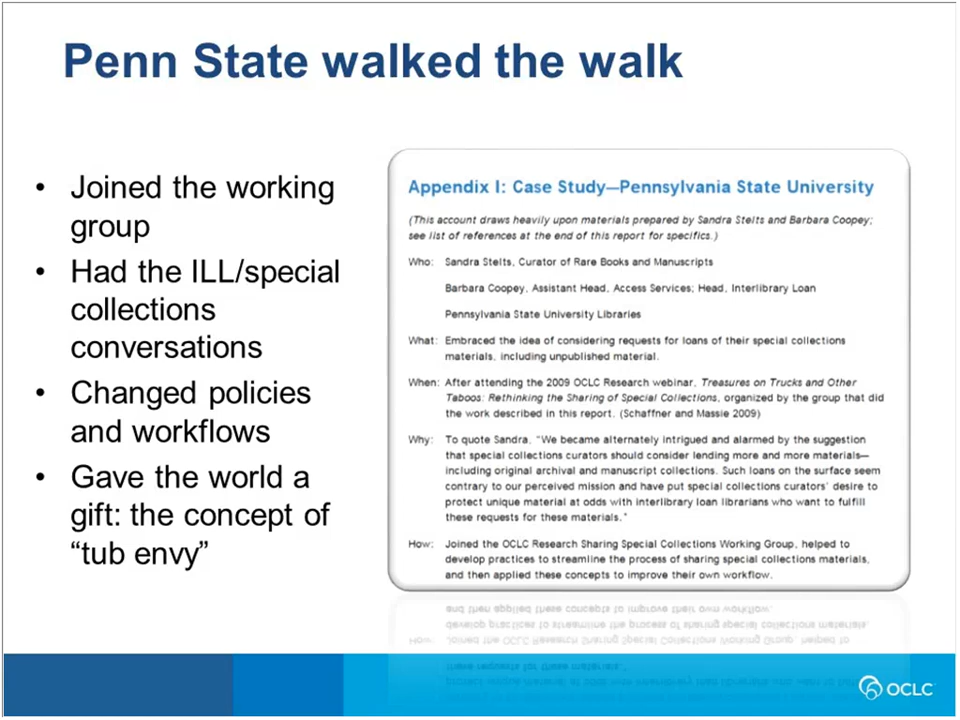 Penn State walked the walk
• Joined the working
group
• Had the ILL/special
collections
conversations
• Changed policies
and workflows
• Gave the world a
gift: the concept of
“tub envy”
Appendix I: Case Study—Pennsylvania State University
(This account draws heavily upon materials prepared by Sandra Stelts and Barbara Coopey;
see list of references at the end of this report for specifics.)
Who: Sandra Stelts, Curator of Rare Books and Manuscripts
Barbara Coopey, Assistant Head, Access Services; Head, Interlibrary Loan
Pennsylvania State University Libraries
What: Embraced the idea of considering requests for loans of their special collections
materials, including unpublished material.
When: After attending the 2009 OCLC Research webinar, Treasures on Trucks and Other
Taboos: Rethinking the Sharing of Special Collections, organized by the group that did
the work described in this report. (Schaffner and Massie 2009)
Why: To quote Sandra, "We became alternately intrigued and alarmed by the suggestion
that special collections curators should consider lending more and more materials—
including original archival and manuscript collections. Such loans on the surface seem
contrary to our perceived mission and have put special collections curators' desire to
protect unique material at odds with interlibrary loan librarians who want to fulfill
these requests for these materials."
How: Joined the OCLC Research Sharing Special Collections Working Group, helped to
develop practices to streamline the process of sharing special collections materials,
and then applied these concepts to improve their own workflow.
OCLC